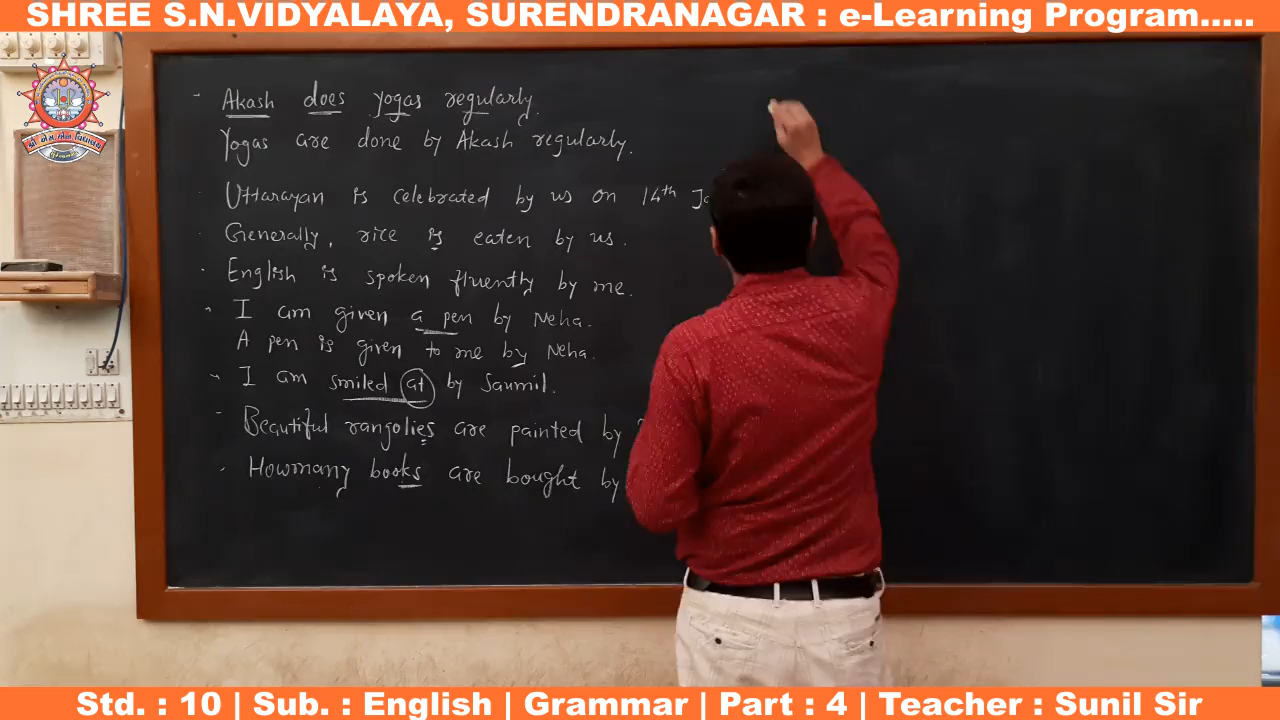 SHREE S.N.VIDYALAYA, SURENDRANAGAR : e-Learning Program.....
Akash does yogas regularly.
Yogas are done by Akash regularly.
Uttarayan is celebrated by us on 14th
Generally, rice is eaten by us.
English is spoken fluently by me.
I am given a pen by Neha.
A pen is given to me by Neha.
I am smiled at by Saumil.
Beautiful rangolies are painted by
Howmany books are bought by
Std. : 10 | Sub. : English | Grammar | Part : 4 | Teacher : Sunil Sir